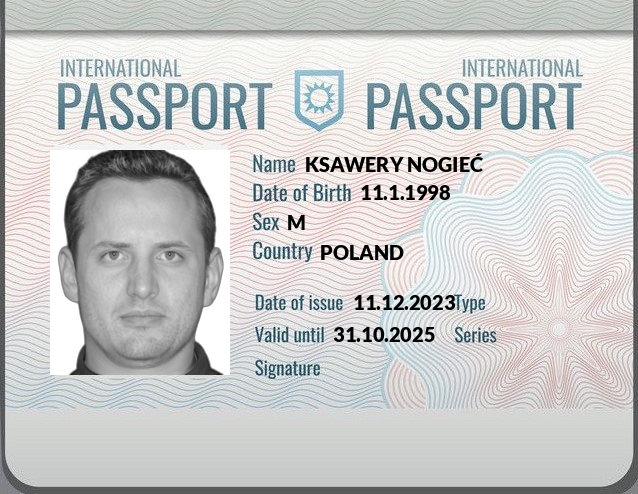 INTERNATIONAL INTERNATIONAL
PASSPORT PASSPORT
Name KSAWERY NOGIEĆ
Date of Birth 11.1.1998
Sex M
Country POLAND
Date of issue 11.12.2023 Type
Valid until 31.10.2025 Series
Signature